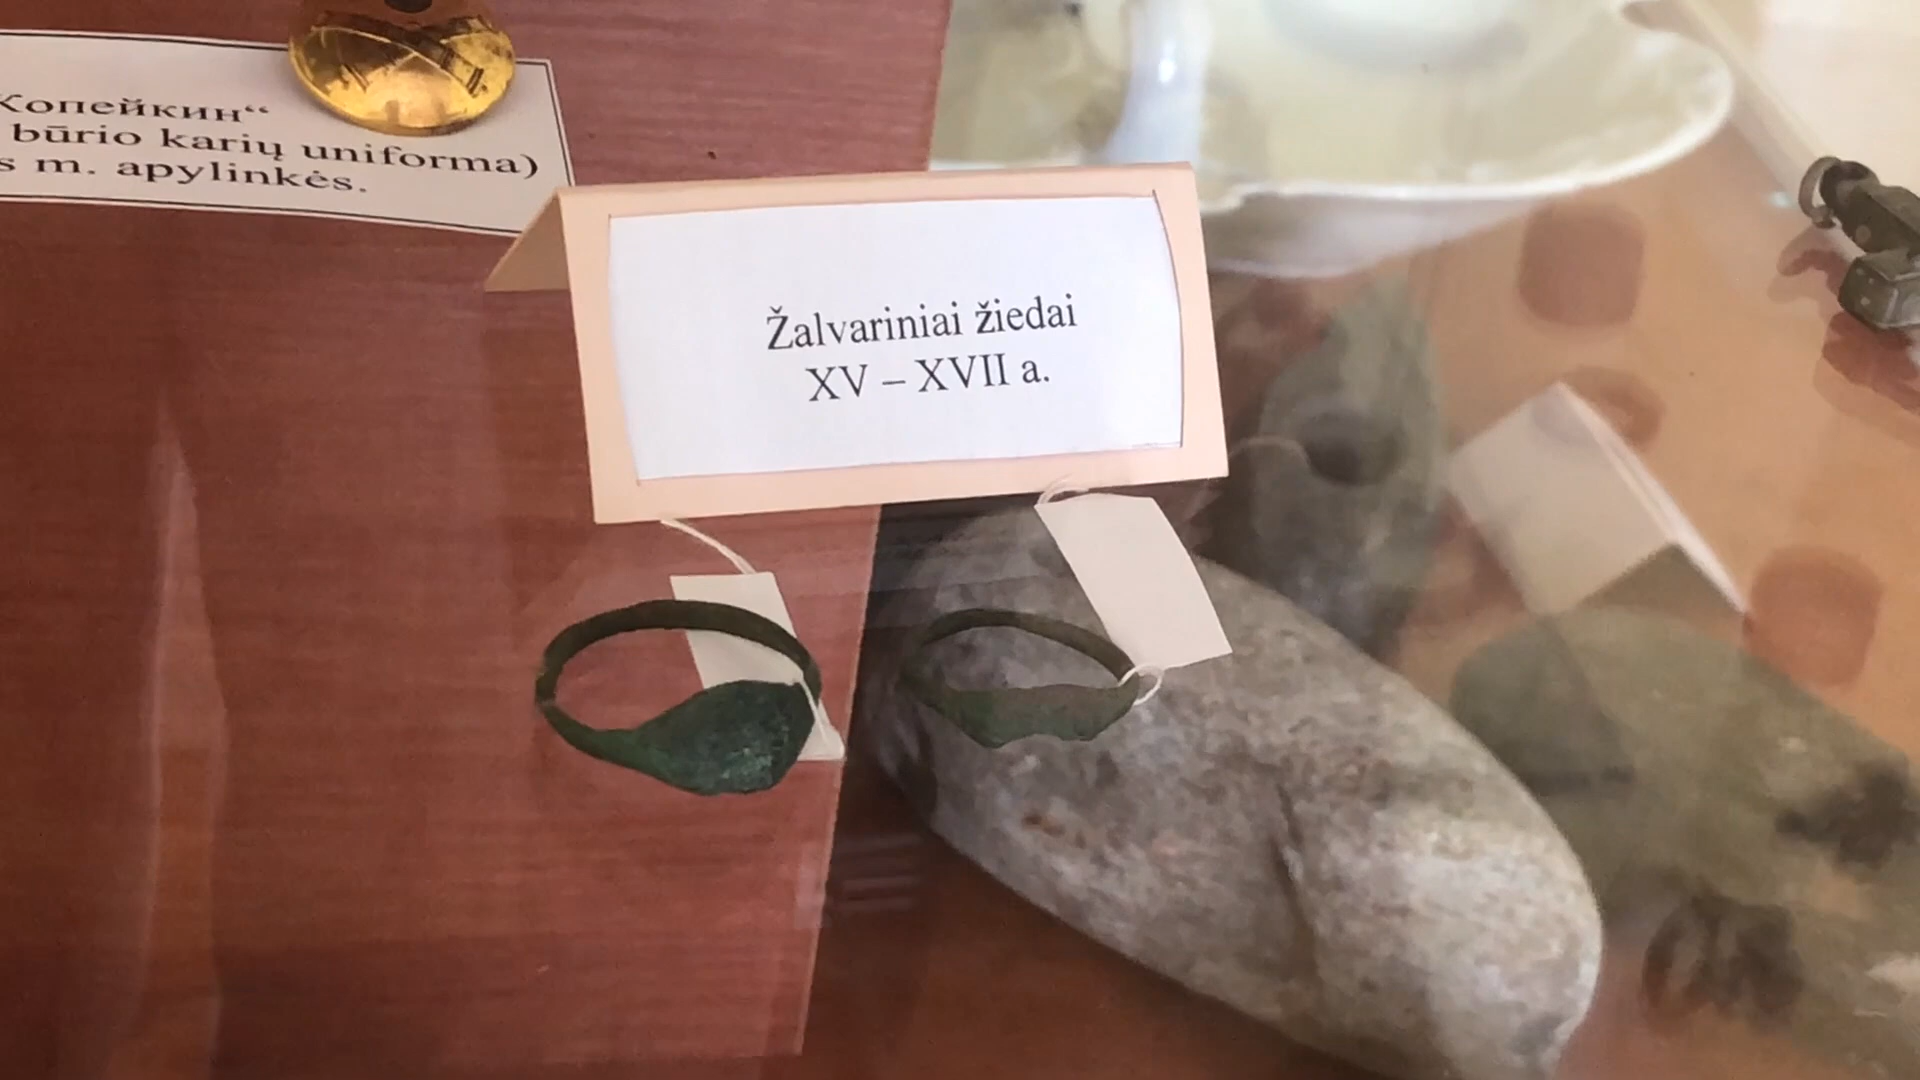 Копейкин“
būrio karių uniforma)
m. apylinkės.
Žalvariniai žiedai
XV – XVII a.